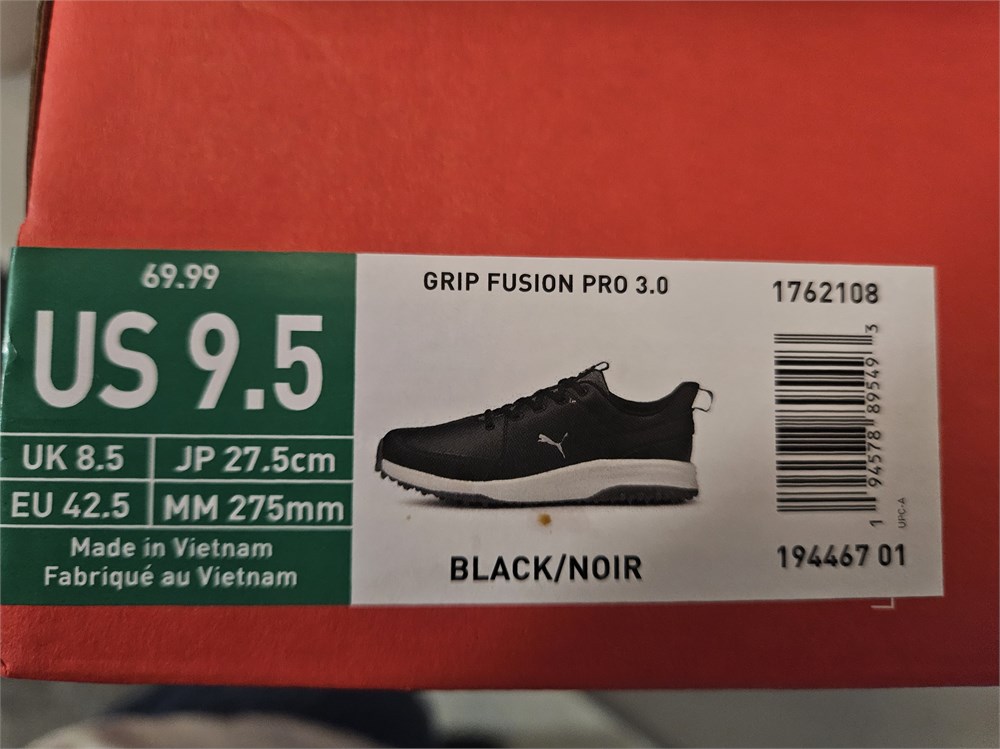 69.99
US 9.5
UK 8.5
JP 27.5cm
EU 42.5
MM 275mm
Made in Vietnam
Fabriqué au Vietnam
GRIP FUSION PRO 3.0
BLACK/NOIR
1762108
1 94578 89549 3
UPC-A
194467 01